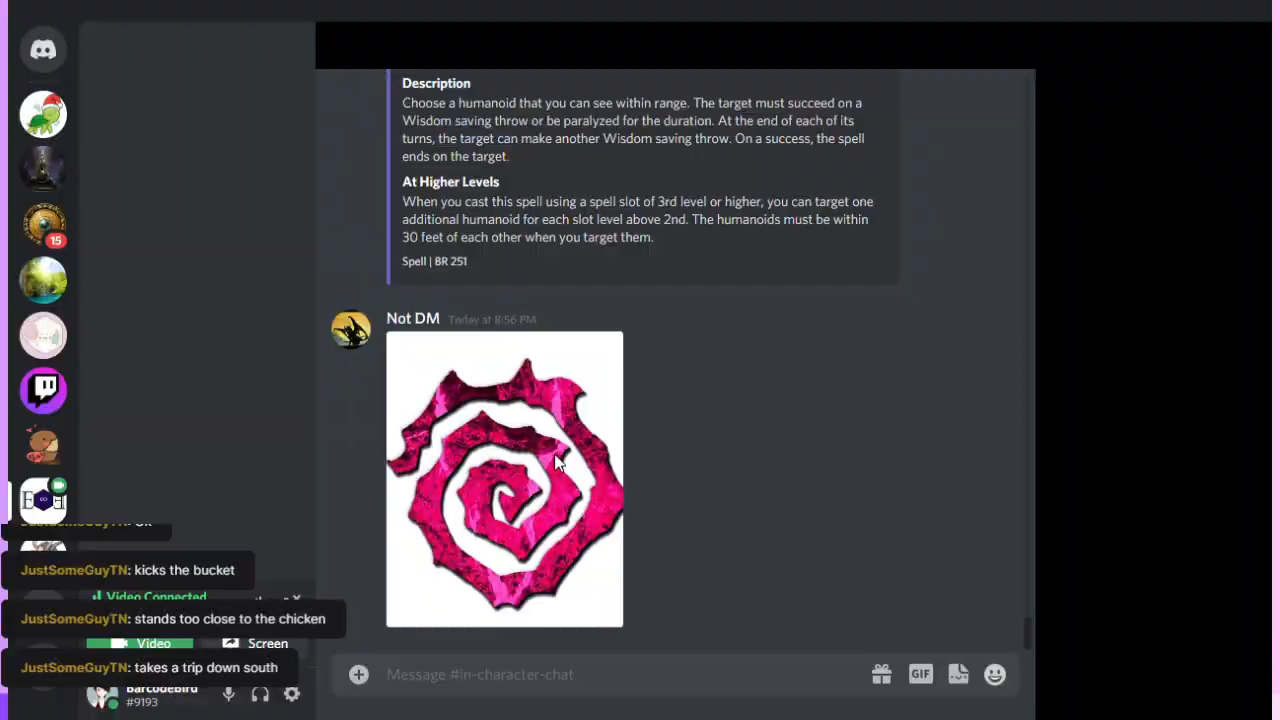 Description
Choose a humanoid that you can see within range. The target must succeed on a
Wisdom saving throw or be paralyzed for the duration. At the end of each of its
turns, the target can make another Wisdom saving throw. On a success, the spell
ends on the target.
At Higher Levels
When you cast this spell using a spell slot of 3rd level or higher, you can target one
additional humanoid for each slot level above 2nd. The humanoids must be within
30 feet of each other when you target them.
Spell | BR 251
15
Not DM Today at 8:56 PM
JustSomeGuyTN: kicks the bucket
Video Connected
JustSomeGuyTN: stands too close to the chicken
Video Screen
JustSomeGuyTN: takes a trip down south
barcodebird
#9193
Message #in-character-chat
GIF